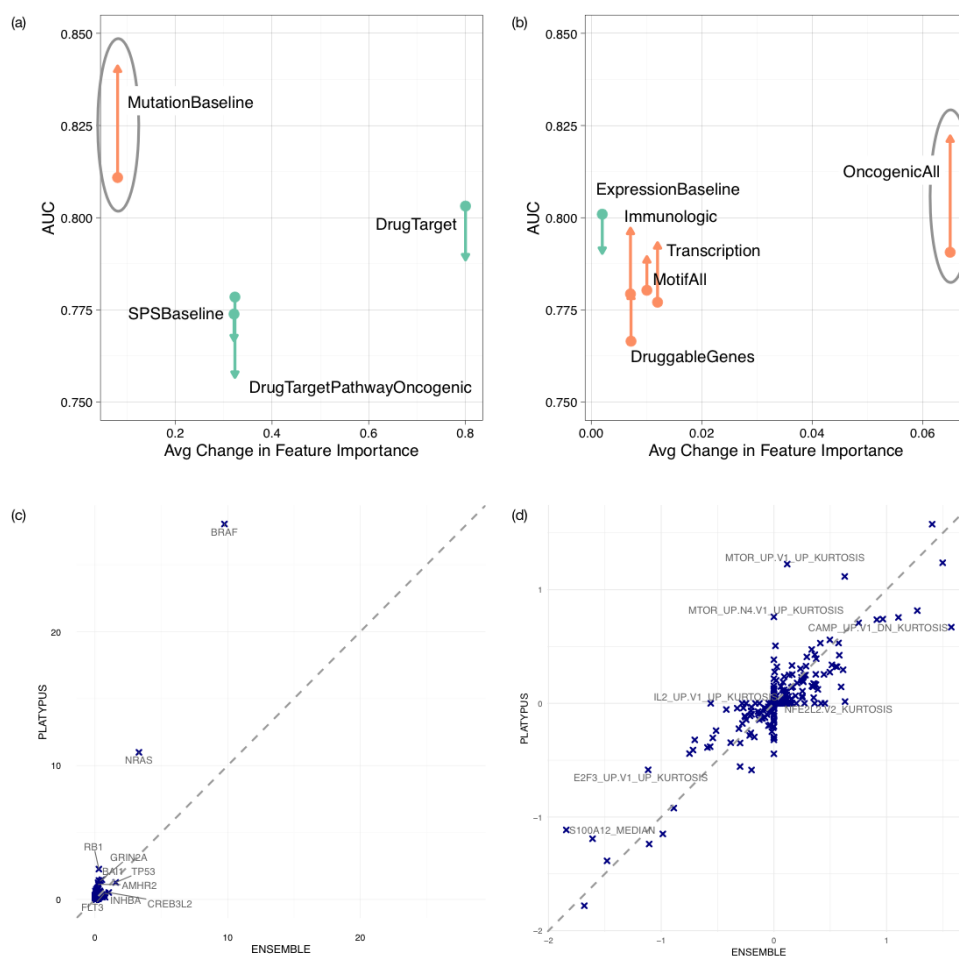 (a)
0.850
0.825
0.800
0.775
0.750
AUC
MutationBaseline
DrugTarget
SPSBaseline
DrugTargetPathwayOncogenic
0.2
0.4
0.6
0.8
Avg Change in Feature Importance
(b)
0.850
0.825
0.800
0.775
0.750
AUC
OncogenicAll
ExpressionBaseline
Immunologic
Transcription
MotifAll
DruggableGenes
0.00
0.02
0.04
0.06
Avg Change in Feature Importance
(c)
BRAF
20
PLATYPUS
NRAS
10
RB1
GRIN2A
BAI1
TP53
AMHR2
INHBA
CREB3L2
FLT3
0
0
10
20
ENSEMBLE
(d)
MTOR_UP.V1_UP_KURTOSIS
1
MTOR_UP.N4.V1_UP_KURTOSIS
CAMP_UP.V1_DN_KURTOSIS
IL2_UP.V1_UP_KURTOSIS
NFE2L2.V2_KURTOSIS
0
PLATYPUS
E2F3_UP.V1_UP_KURTOSIS
S100A12_MEDIAN
−1
−2
−2
−1
0
1
ENSEMBLE